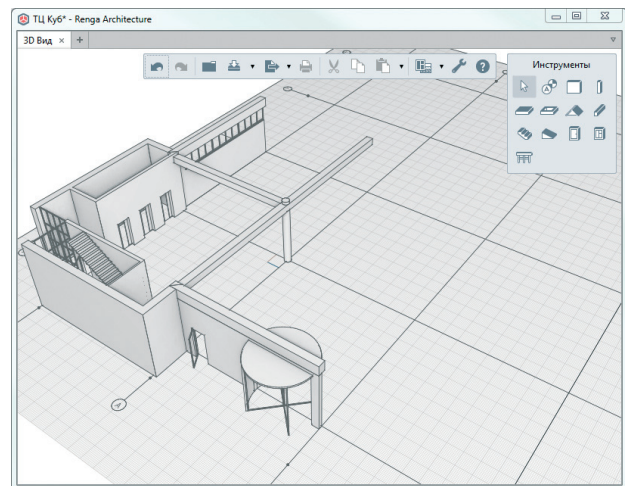 ТЦ Куб* - Renga Architecture
3D Вид × +
Инструменты
A